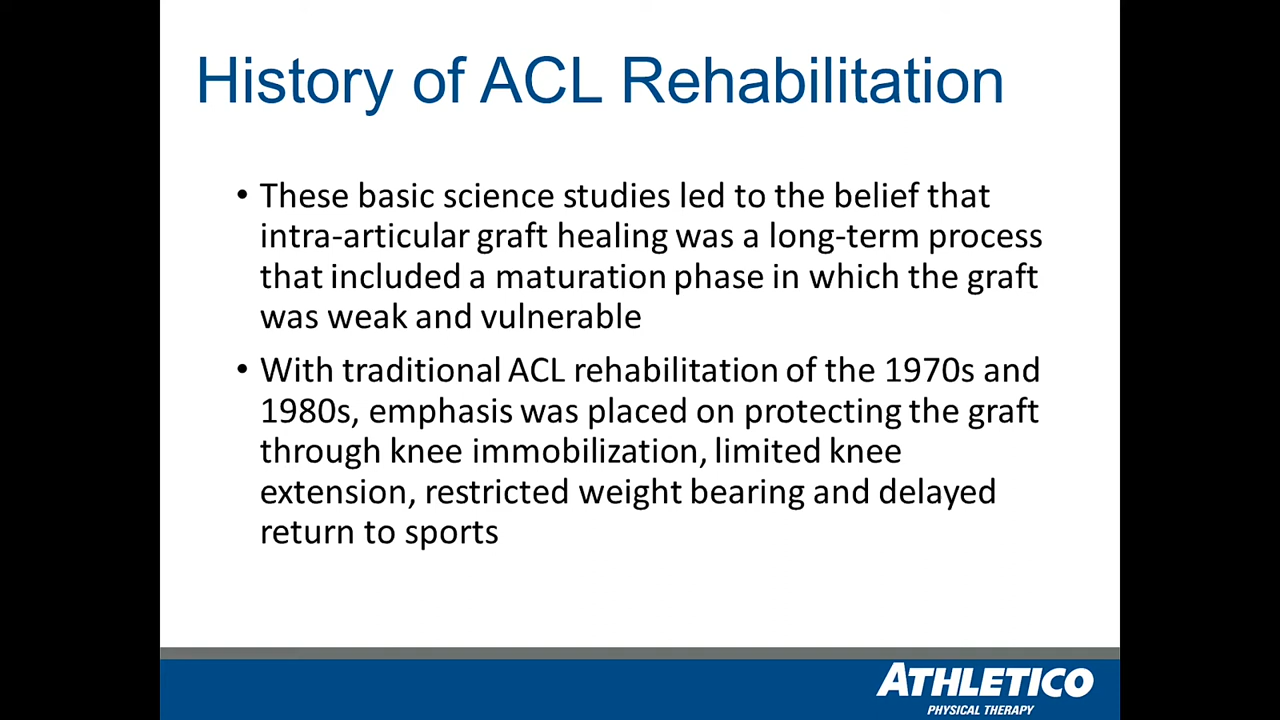 History of ACL Rehabilitation
• These basic science studies led to the belief that
intra-articular graft healing was a long-term process
that included a maturation phase in which the graft
was weak and vulnerable
• With traditional ACL rehabilitation of the 1970s and
1980s, emphasis was placed on protecting the graft
through knee immobilization, limited knee
extension, restricted weight bearing and delayed
return to sports
ATHLETICO
PHYSICAL THERAPY